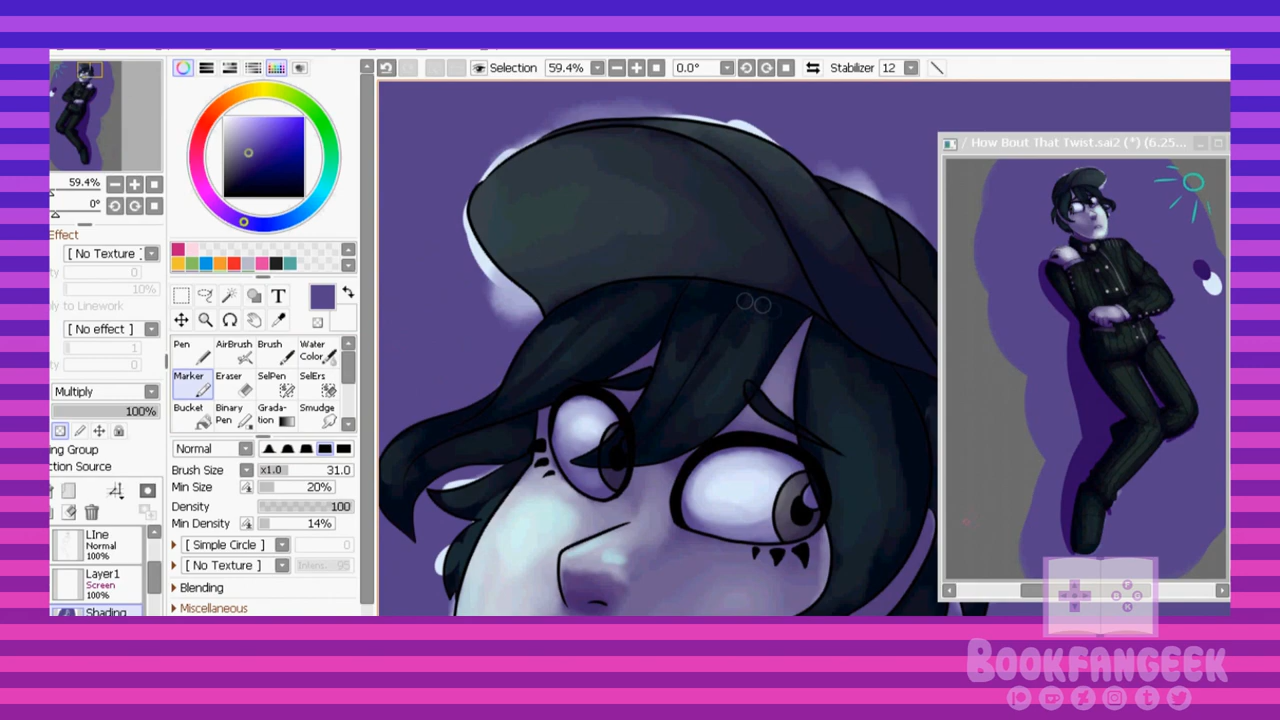 Selection 59.4% 0.0° Stabilizer 12
/ How Bout That Twist.sai2 (*) (6.25...
59.4%
0°
Effect
[ No Texture ]
0
10%
ly to Linework
[ No effect ]
1
0
Multiply
100%
ng Group
ction Source
LIne
Normal
100%
Layer1
Screen
100%
Shading
T
Pen AirBrush Brush Water Color
Marker Eraser SelPen SelErs
Bucket Binary Pen Grada-tion Smudge
Normal
Brush Size x1.0 31.0
Min Size 20%
Density 100
Min Density 14%
[ Simple Circle ] 0
[ No Texture ] Intens. 95
Blending
Miscellaneous
F
B G
K
BOOKFANGEEK